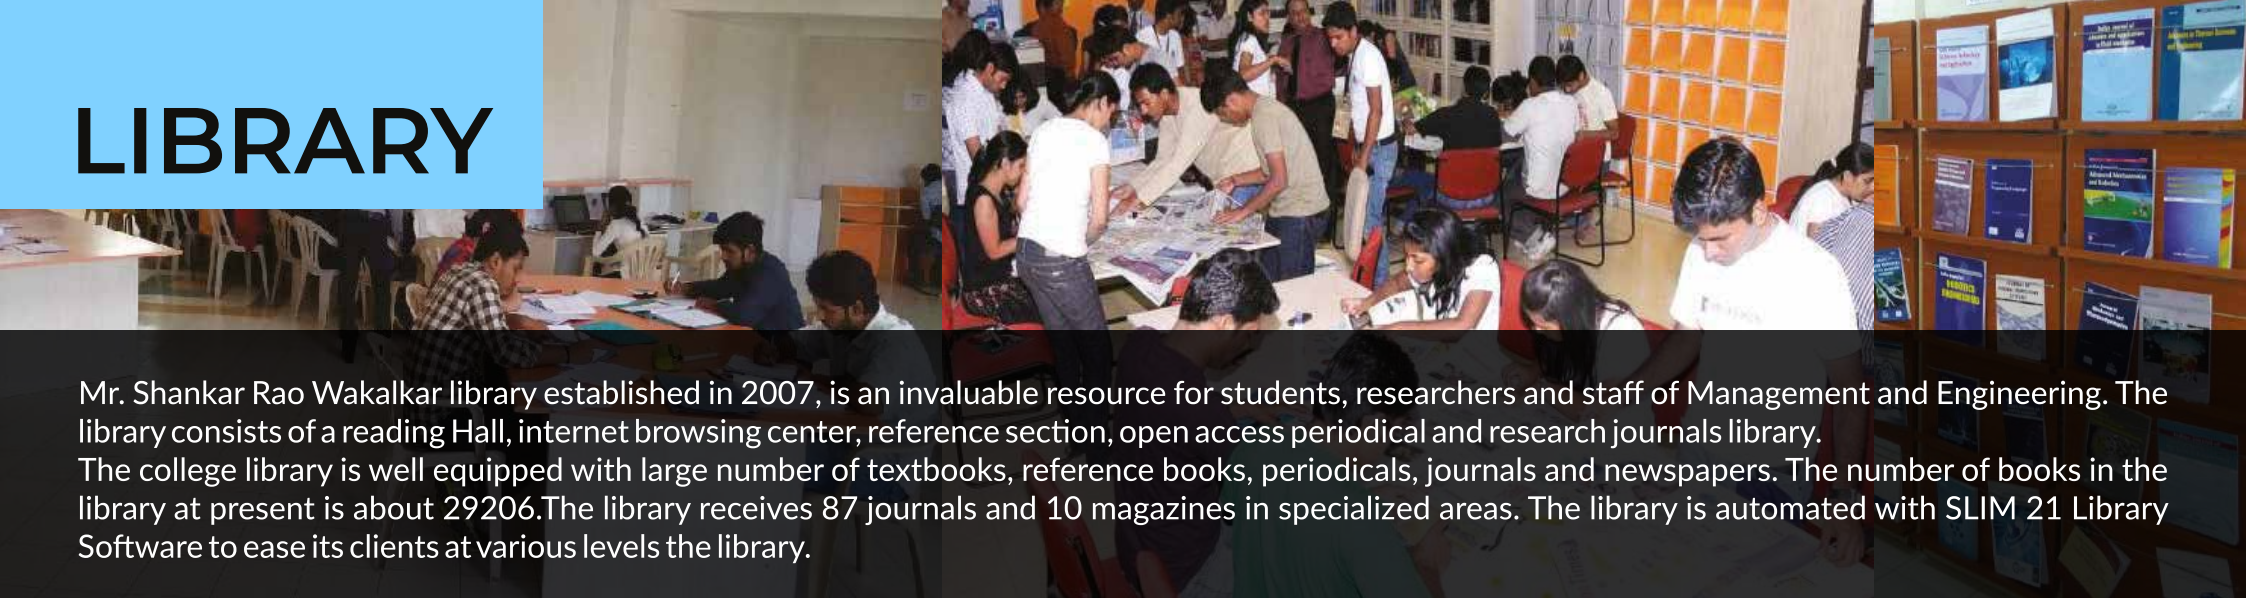 LIBRARY
Mr. Shankar Rao Wakalkar library established in 2007, is an invaluable resource for students, researchers and staff of Management and Engineering. The
library consists of a reading Hall, internet browsing center, reference section, open access periodical and research journals library.
The college library is well equipped with large number of textbooks, reference books, periodicals, journals and newspapers. The number of books in the
library at present is about 29206.The library receives 87 journals and 10 magazines in specialized areas. The library is automated with SLIM 21 Library
Software to ease its clients at various levels the library.
ROBOTICS
ENGINEERING